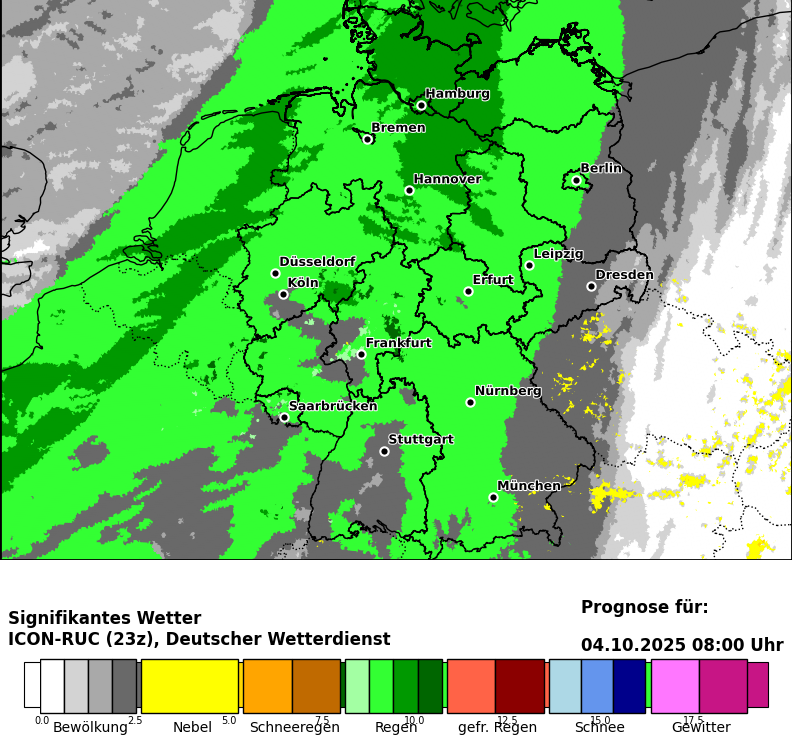 Hamburg
Bremen
Berlin
Hannover
Leipzig
Düsseldorf
Dresden
Köln
Erfurt
Frankfurt
Nürnberg
Saarbrücken
Stuttgart
München
Signifikantes Wetter
ICON-RUC (23z), Deutscher Wetterdienst
Prognose für:
04.10.2025 08:00 Uhr
0.0 2.5 5.0 7.5 10.0 12.5 15.0 17.5
Bewölkung Nebel Schneeregen Regen gefr. Regen Schnee Gewitter